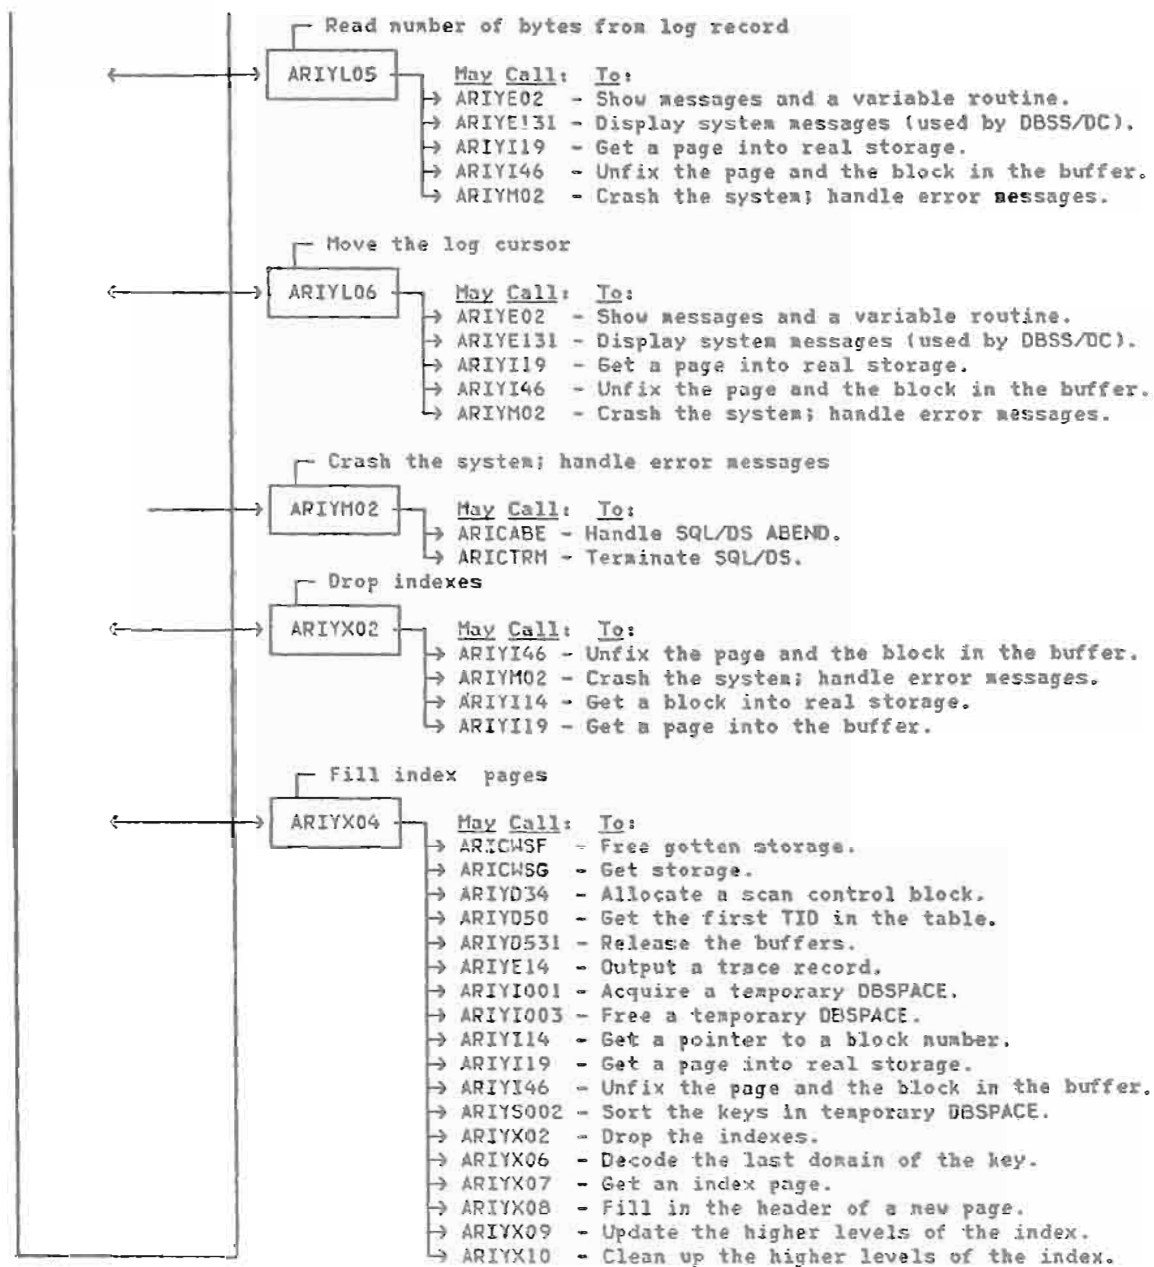 Read number of bytes from log record
ARIYL05 May Call: To:
ARIYE02 - Show messages and a variable routine.
ARIYE131 - Display system messages (used by DBSS/DC).
ARIYI19 - Get a page into real storage.
ARIYI46 - Unfix the page and the block in the buffer.
ARIYM02 - Crash the system; handle error messages.
Move the log cursor
ARIYL06 May Call: To:
ARIYE02 - Show messages and a variable routine.
ARIYE131 - Display system messages (used by DBSS/DC).
ARIYI19 - Get a page into real storage.
ARIYI46 - Unfix the page and the block in the buffer.
ARIYM02 - Crash the system; handle error messages.
Crash the system; handle error messages
ARIYM02 May Call: To:
ARICABE - Handle SQL/DS ABEND.
ARICTRM - Terminate SQL/DS.
Drop indexes
ARIYX02 May Call: To:
ARIYI46 - Unfix the page and the block in the buffer.
ARIYM02 - Crash the system; handle error messages.
ARIYI14 - Get a block into real storage.
ARIYI19 - Get a page into the buffer.
Fill index pages
ARIYX04 May Call: To:
ARICWSF - Free gotten storage.
ARICWSG - Get storage.
ARIYD34 - Allocate a scan control block.
ARIYD50 - Get the first TID in the table.
ARIYD531 - Release the buffers.
ARIYE14 - Output a trace record.
ARIYI001 - Acquire a temporary DBSPACE.
ARIYI003 - Free a temporary DBSPACE.
ARIYI14 - Get a pointer to a block number.
ARIYI19 - Get a page into real storage.
ARIYI46 - Unfix the page and the block in the buffer.
ARIYS002 - Sort the keys in temporary DBSPACE.
ARIYX02 - Drop the indexes.
ARIYX06 - Decode the last domain of the key.
ARIYX07 - Get an index page.
ARIYX08 - Fill in the header of a new page.
ARIYX09 - Update the higher levels of the index.
ARIYX10 - Clean up the higher levels of the index.